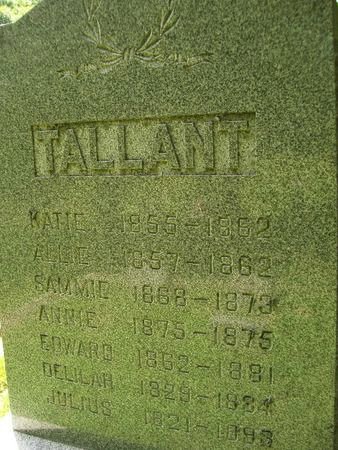 TALLANT
KATIE 1855-1862
ALLIE 1857-1862
SAMMIE 1868-1873
ANNIE 1875-1875
EDWARD 1862-1881
DELILAH 1829-1884
JULIUS 1821-1893